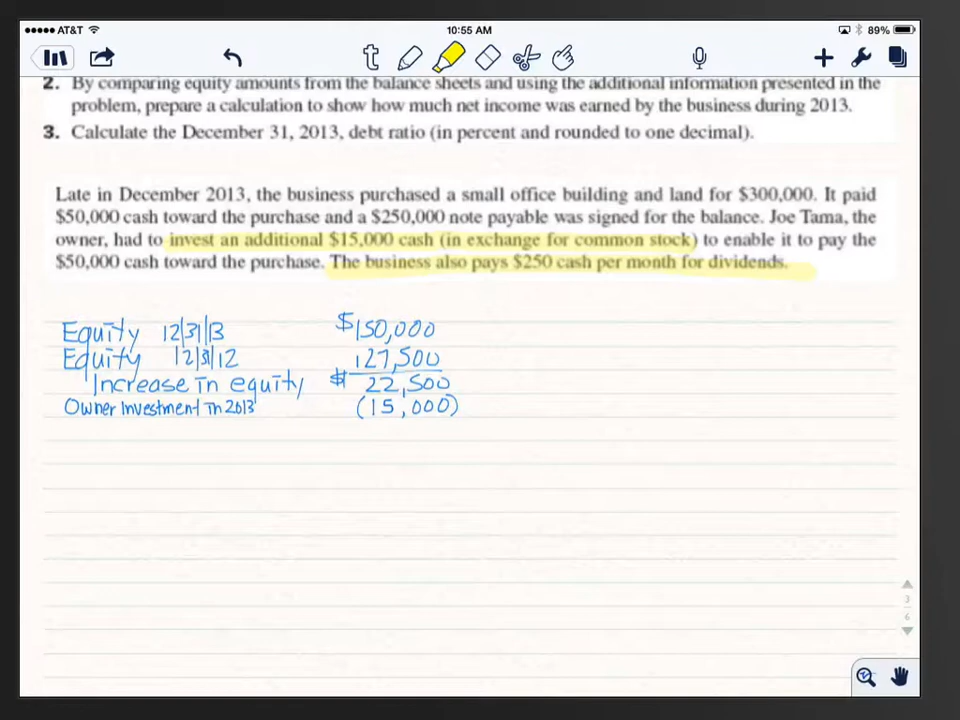 AT&T 10:55 AM 89%
t
2. By comparing equity amounts from the balance sheets and using the additional information presented in the
problem, prepare a calculation to show how much net income was earned by the business during 2013.
3. Calculate the December 31, 2013, debt ratio (in percent and rounded to one decimal).
Late in December 2013, the business purchased a small office building and land for $300,000. It paid
$50,000 cash toward the purchase and a $250,000 note payable was signed for the balance. Joe Tama, the
owner, had to invest an additional $15,000 cash (in exchange for common stock) to enable it to pay the
$50,000 cash toward the purchase. The business also pays $250 cash per month for dividends.
Equity 12|31|13 $150,000
Equity 12|31|12 127,500
Increase in equity $ 22,500
Owner Investment in 2013 (15,000)
3
6